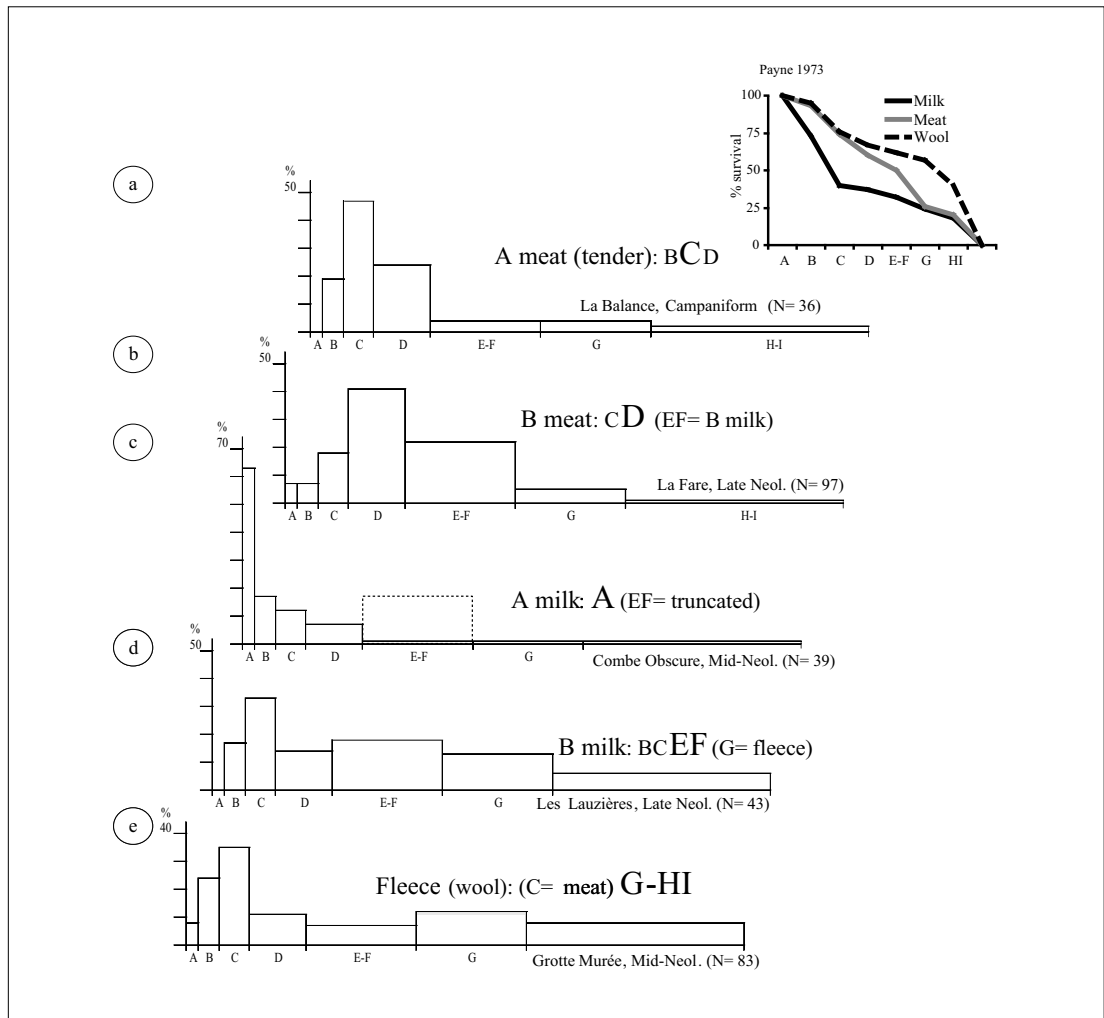 Payne 1973
100
75
50
25
0
% survival
Milk
Meat
Wool
A B C D E-F G HI
a
%
50
A meat (tender): BCD
La Balance, Campaniform (N= 36)
A B C D E-F G H-I
b
%
50
B meat: CD (EF= B milk)
La Fare, Late Neol. (N= 97)
A B C D E-F G H-I
c
%
70
A milk: A (EF= truncated)
A B C D E-F G
Combe Obscure, Mid-Neol. (N= 39)
d
%
50
B milk: BCEF (G= fleece)
A B C D E-F G
Les Lauzières, Late Neol. (N= 43)
e
%
40
Fleece (wool): (C= meat) G-HI
A B C D E-F G
Grotte Murée, Mid-Neol. (N= 83)